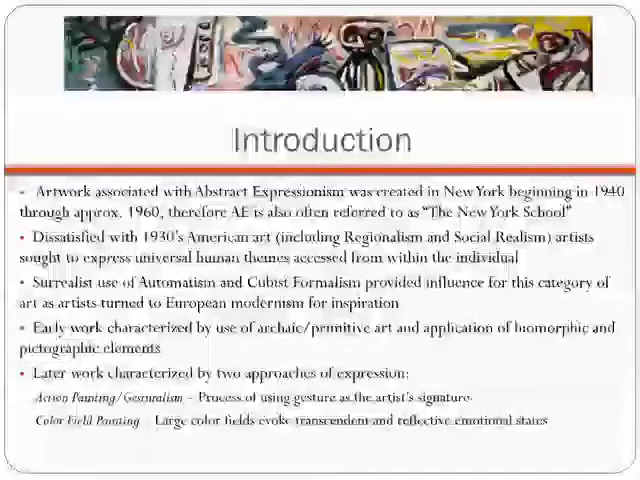 Introduction
• Artwork associated with Abstract Expressionism was created in New York beginning in 1940
through approx. 1960, therefore AE is also often referred to as “The New York School”
• Dissatisfied with 1930’s American art (including Regionalism and Social Realism) artists
sought to express universal human themes accessed from within the individual
• Surrealist use of Automatism and Cubist Formalism provided influence for this category of
art as artists turned to European modernism for inspiration
• Early work characterized by use of archaic/primitive art and application of biomorphic and
pictographic elements
• Later work characterized by two approaches of expression:
Action Painting/Gesturalism – Process of using gesture as the artist’s signature
Color Field Painting – Large color fields evoke transcendent and reflective emotional states